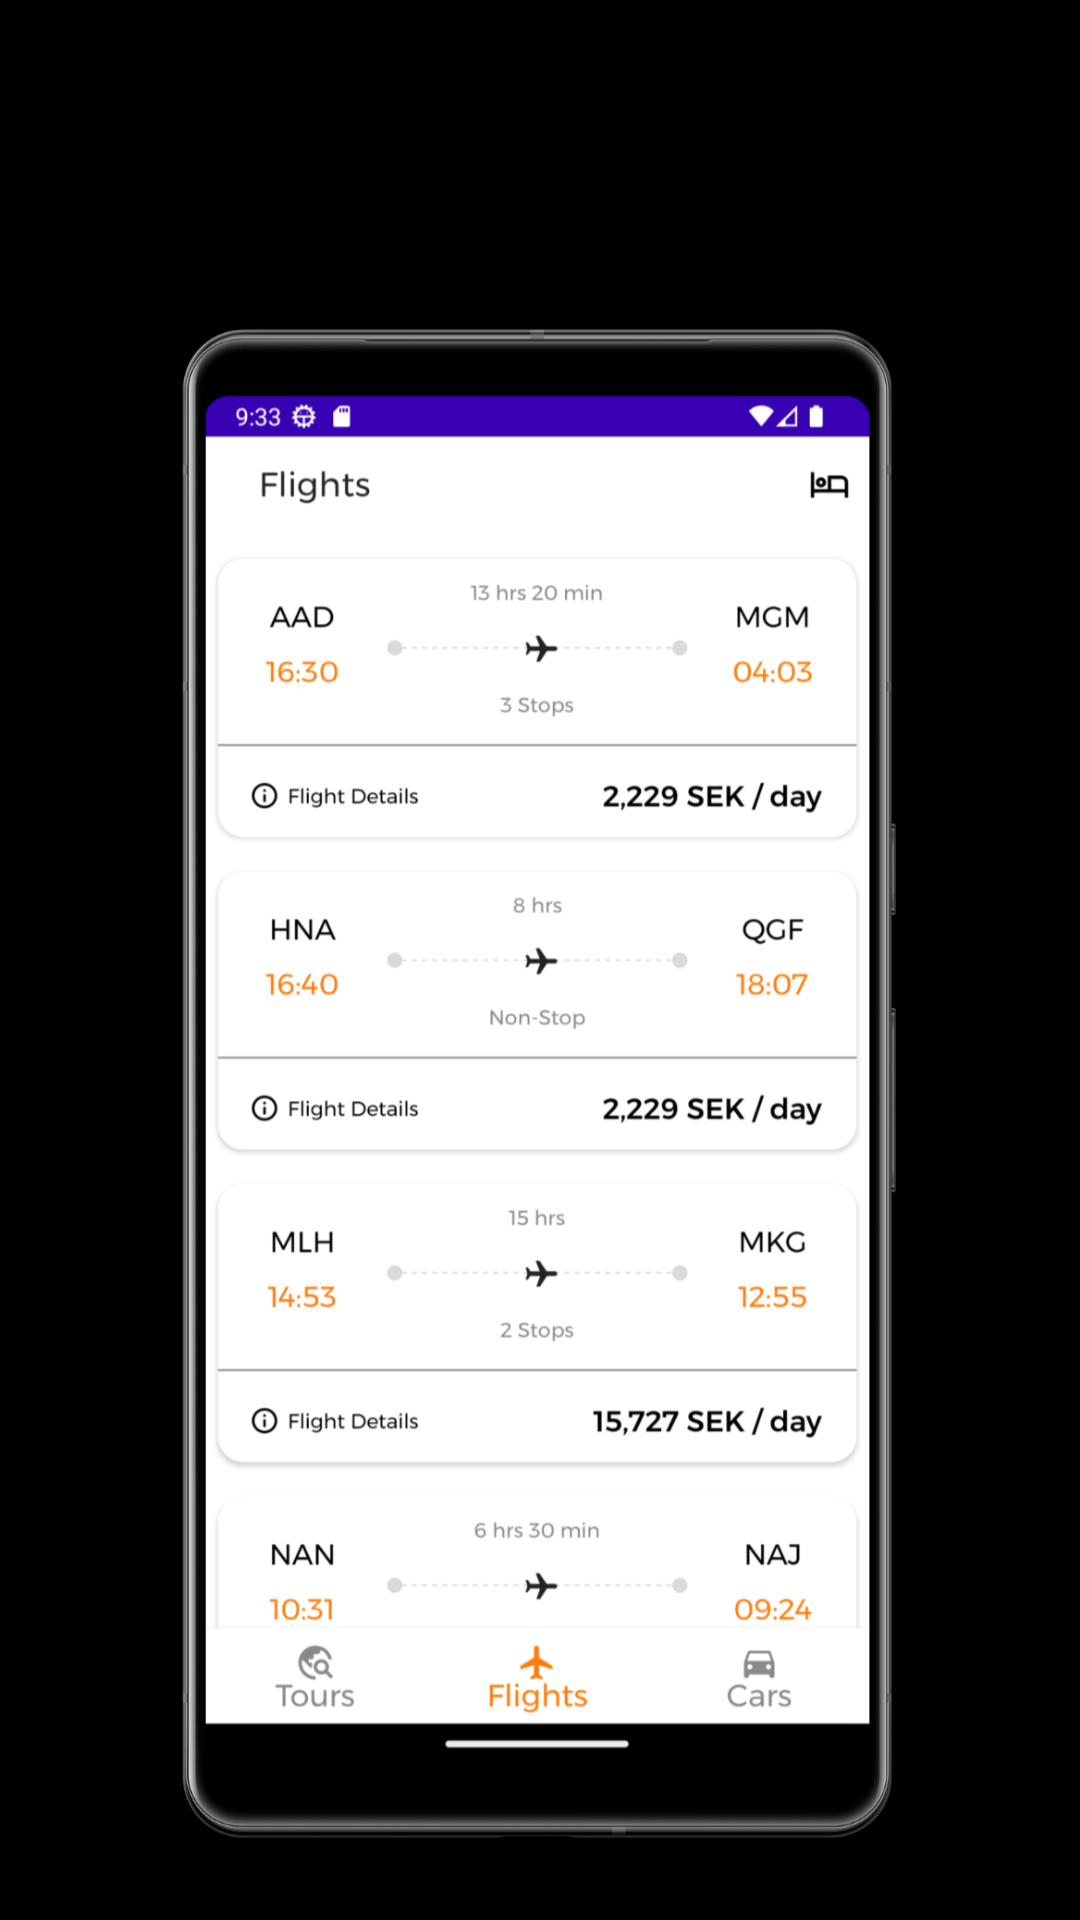 9:33
Flights
13 hrs 20 min
AAD
MGM
16:30
04:03
3 Stops
Flight Details
2,229 SEK / day
8 hrs
HNA
QGF
16:40
18:07
Non-Stop
Flight Details
2,229 SEK / day
15 hrs
MLH
MKG
14:53
12:55
2 Stops
Flight Details
15,727 SEK / day
6 hrs 30 min
NAN
NAJ
10:31
09:24
Tours
Flights
Cars